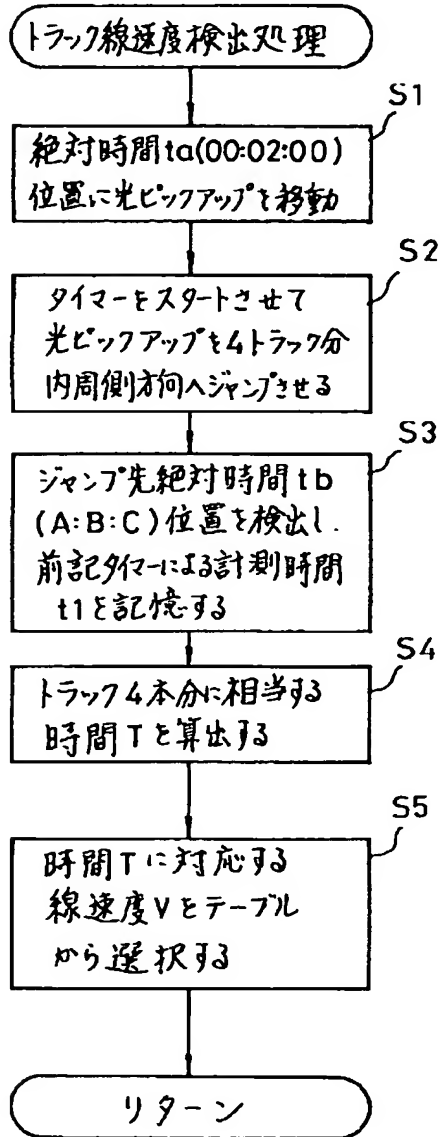 トラック線速度検出処理
S1
絶対時間ta(00:02:00)
位置に光ピックアップを移動
S2
タイマーをスタートさせて
光ピックアップを4トラック分
内周側方向へジャンプさせる
S3
ジャンプ先絶対時間tb
(A:B:C)位置を検出し、
前記タイマーによる計測時間
t1を記憶する
S4
トラック4本分に相当する
時間Tを算出する
S5
時間Tに対応する
線速度Vをテーブル
から選択する
リターン